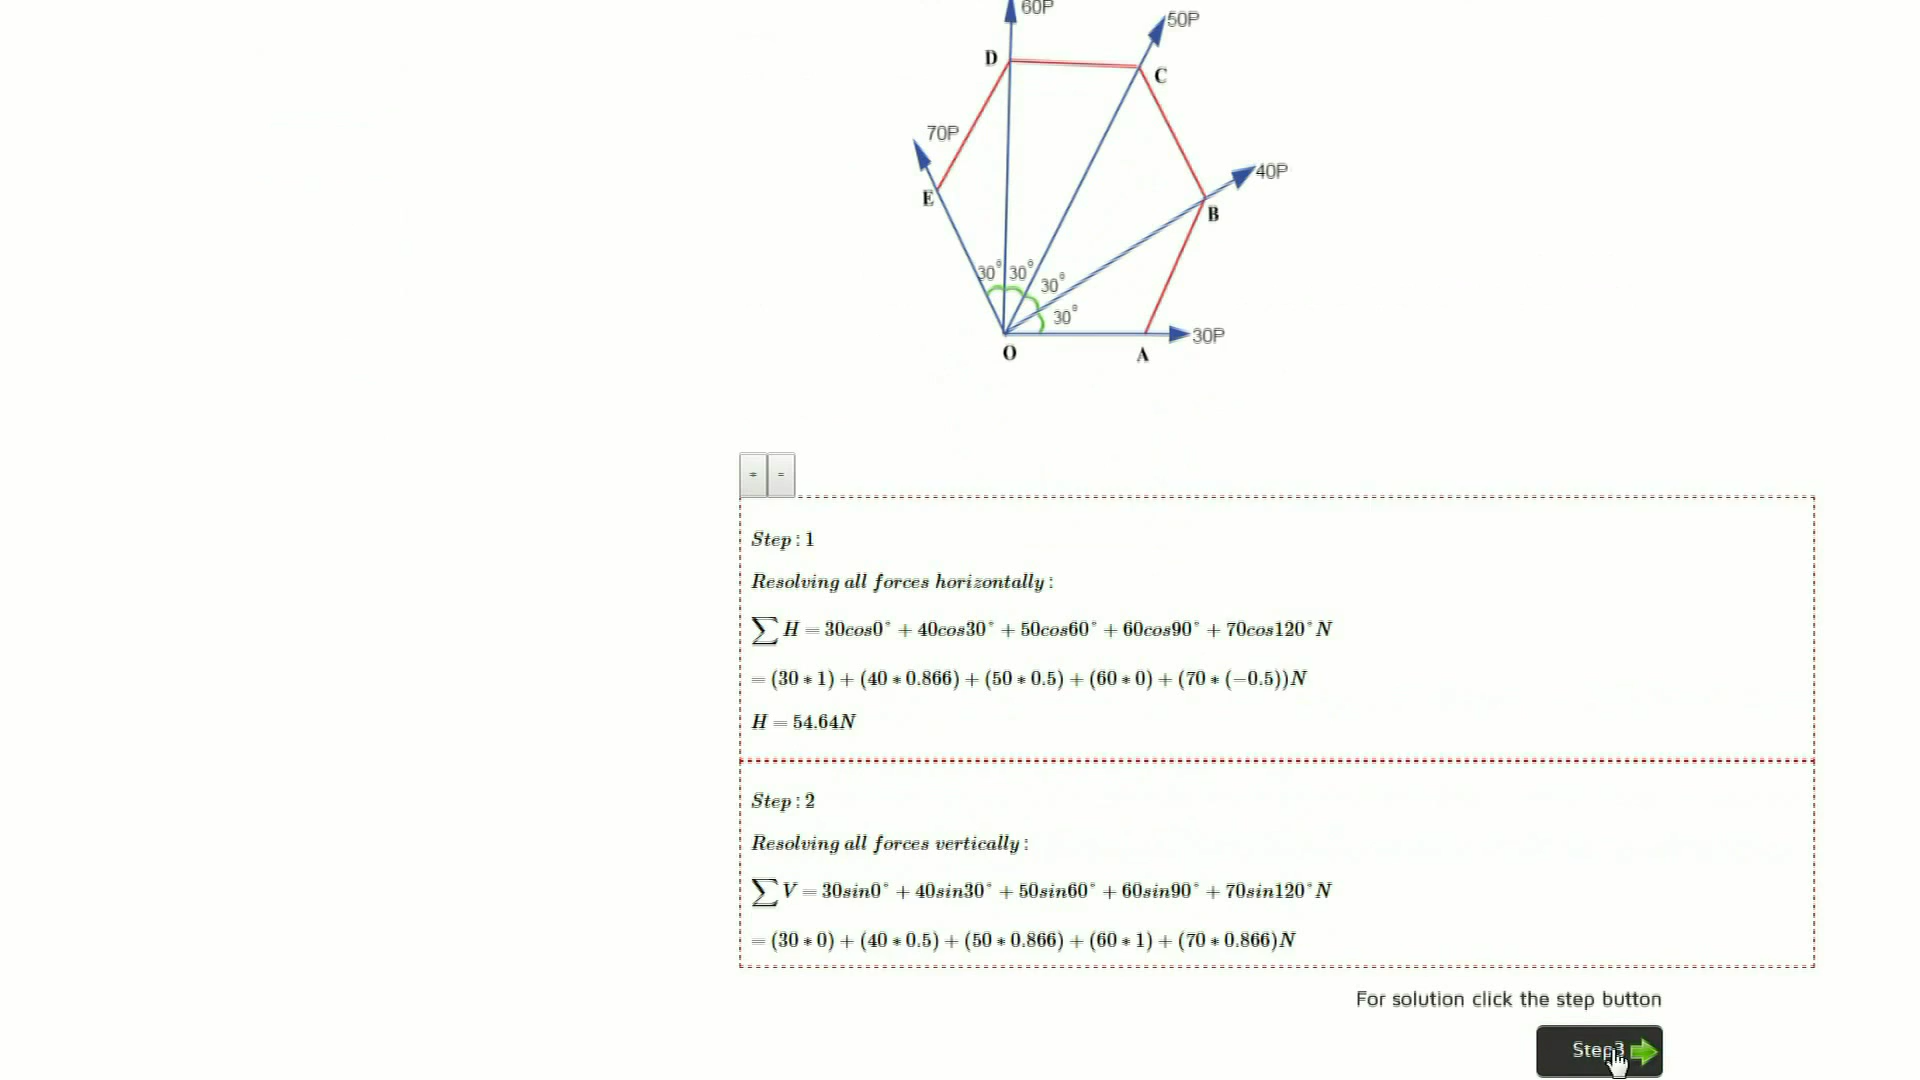 60P
50P
D
C
70P
40P
E
B
30° 30°
30°
30°
30P
O
A
+ -
Step : 1
Resolving all forces horizontally :
∑ H = 30cos0° + 40cos30° + 50cos60° + 60cos90° + 70cos120° N
= (30 * 1) + (40 * 0.866) + (50 * 0.5) + (60 * 0) + (70 * (−0.5))N
H = 54.64N
Step : 2
Resolving all forces vertically :
∑ V = 30sin0° + 40sin30° + 50sin60° + 60sin90° + 70sin120° N
= (30 * 0) + (40 * 0.5) + (50 * 0.866) + (60 * 1) + (70 * 0.866)N
For solution click the step button
Step3